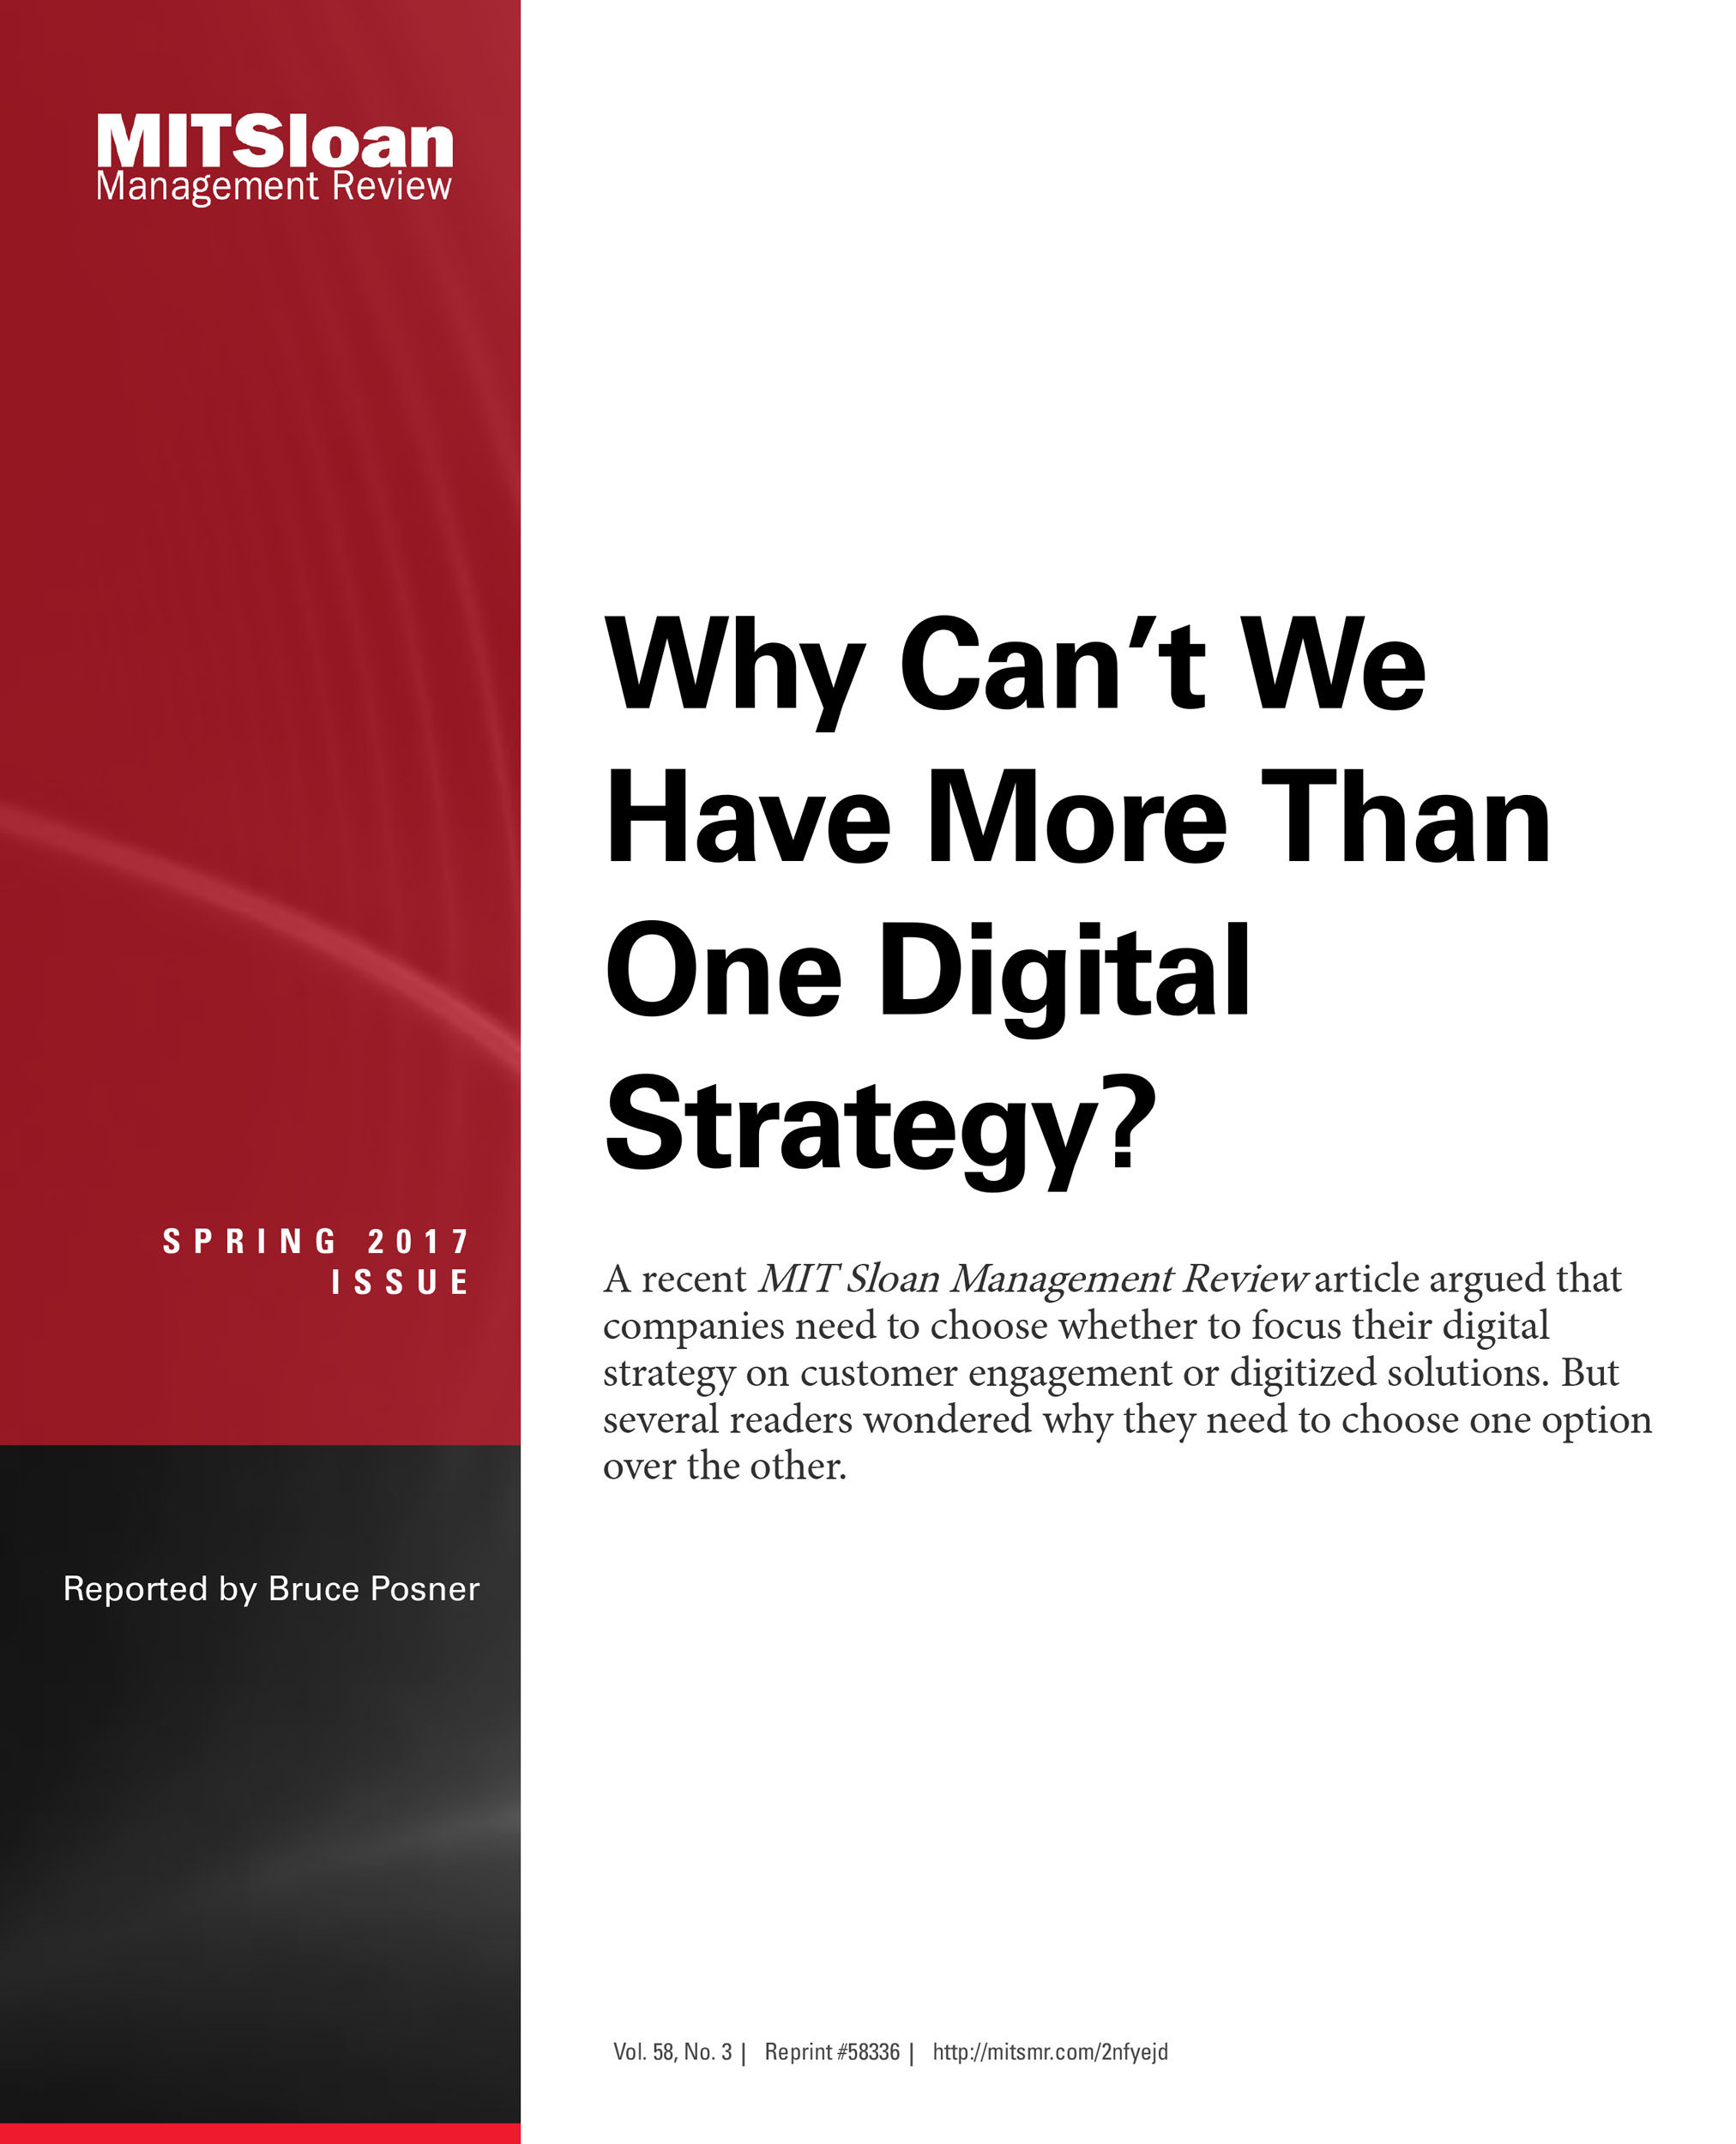 MITSloan
Management Review
Why Can’t We
Have More Than
One Digital
Strategy?
SPRING 2017
ISSUE
A recent MIT Sloan Management Review article argued that
companies need to choose whether to focus their digital
strategy on customer engagement or digitized solutions. But
several readers wondered why they need to choose one option
over the other.
Reported by Bruce Posner
Vol. 58, No. 3 | Reprint #58336 | http://mitsmr.com/2nfyejd